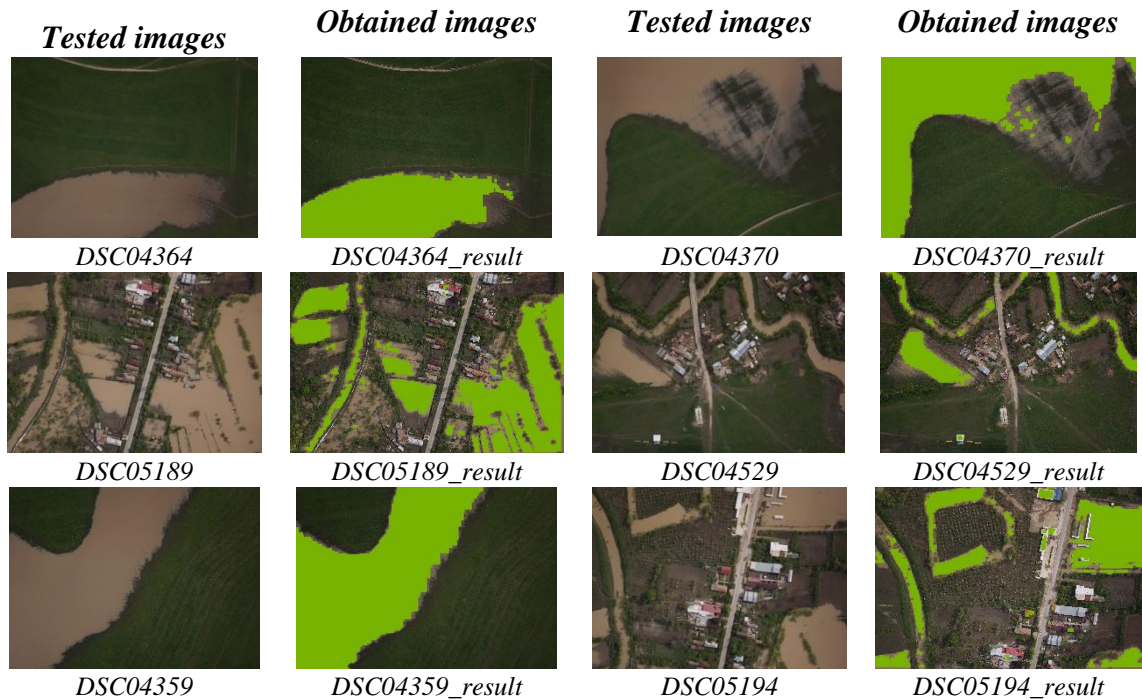 Tested images Obtained images Tested images Obtained images
DSC04364 DSC04364_result DSC04370 DSC04370_result
DSC05189 DSC05189_result DSC04529 DSC04529_result
DSC04359 DSC04359_result DSC05194 DSC05194_result